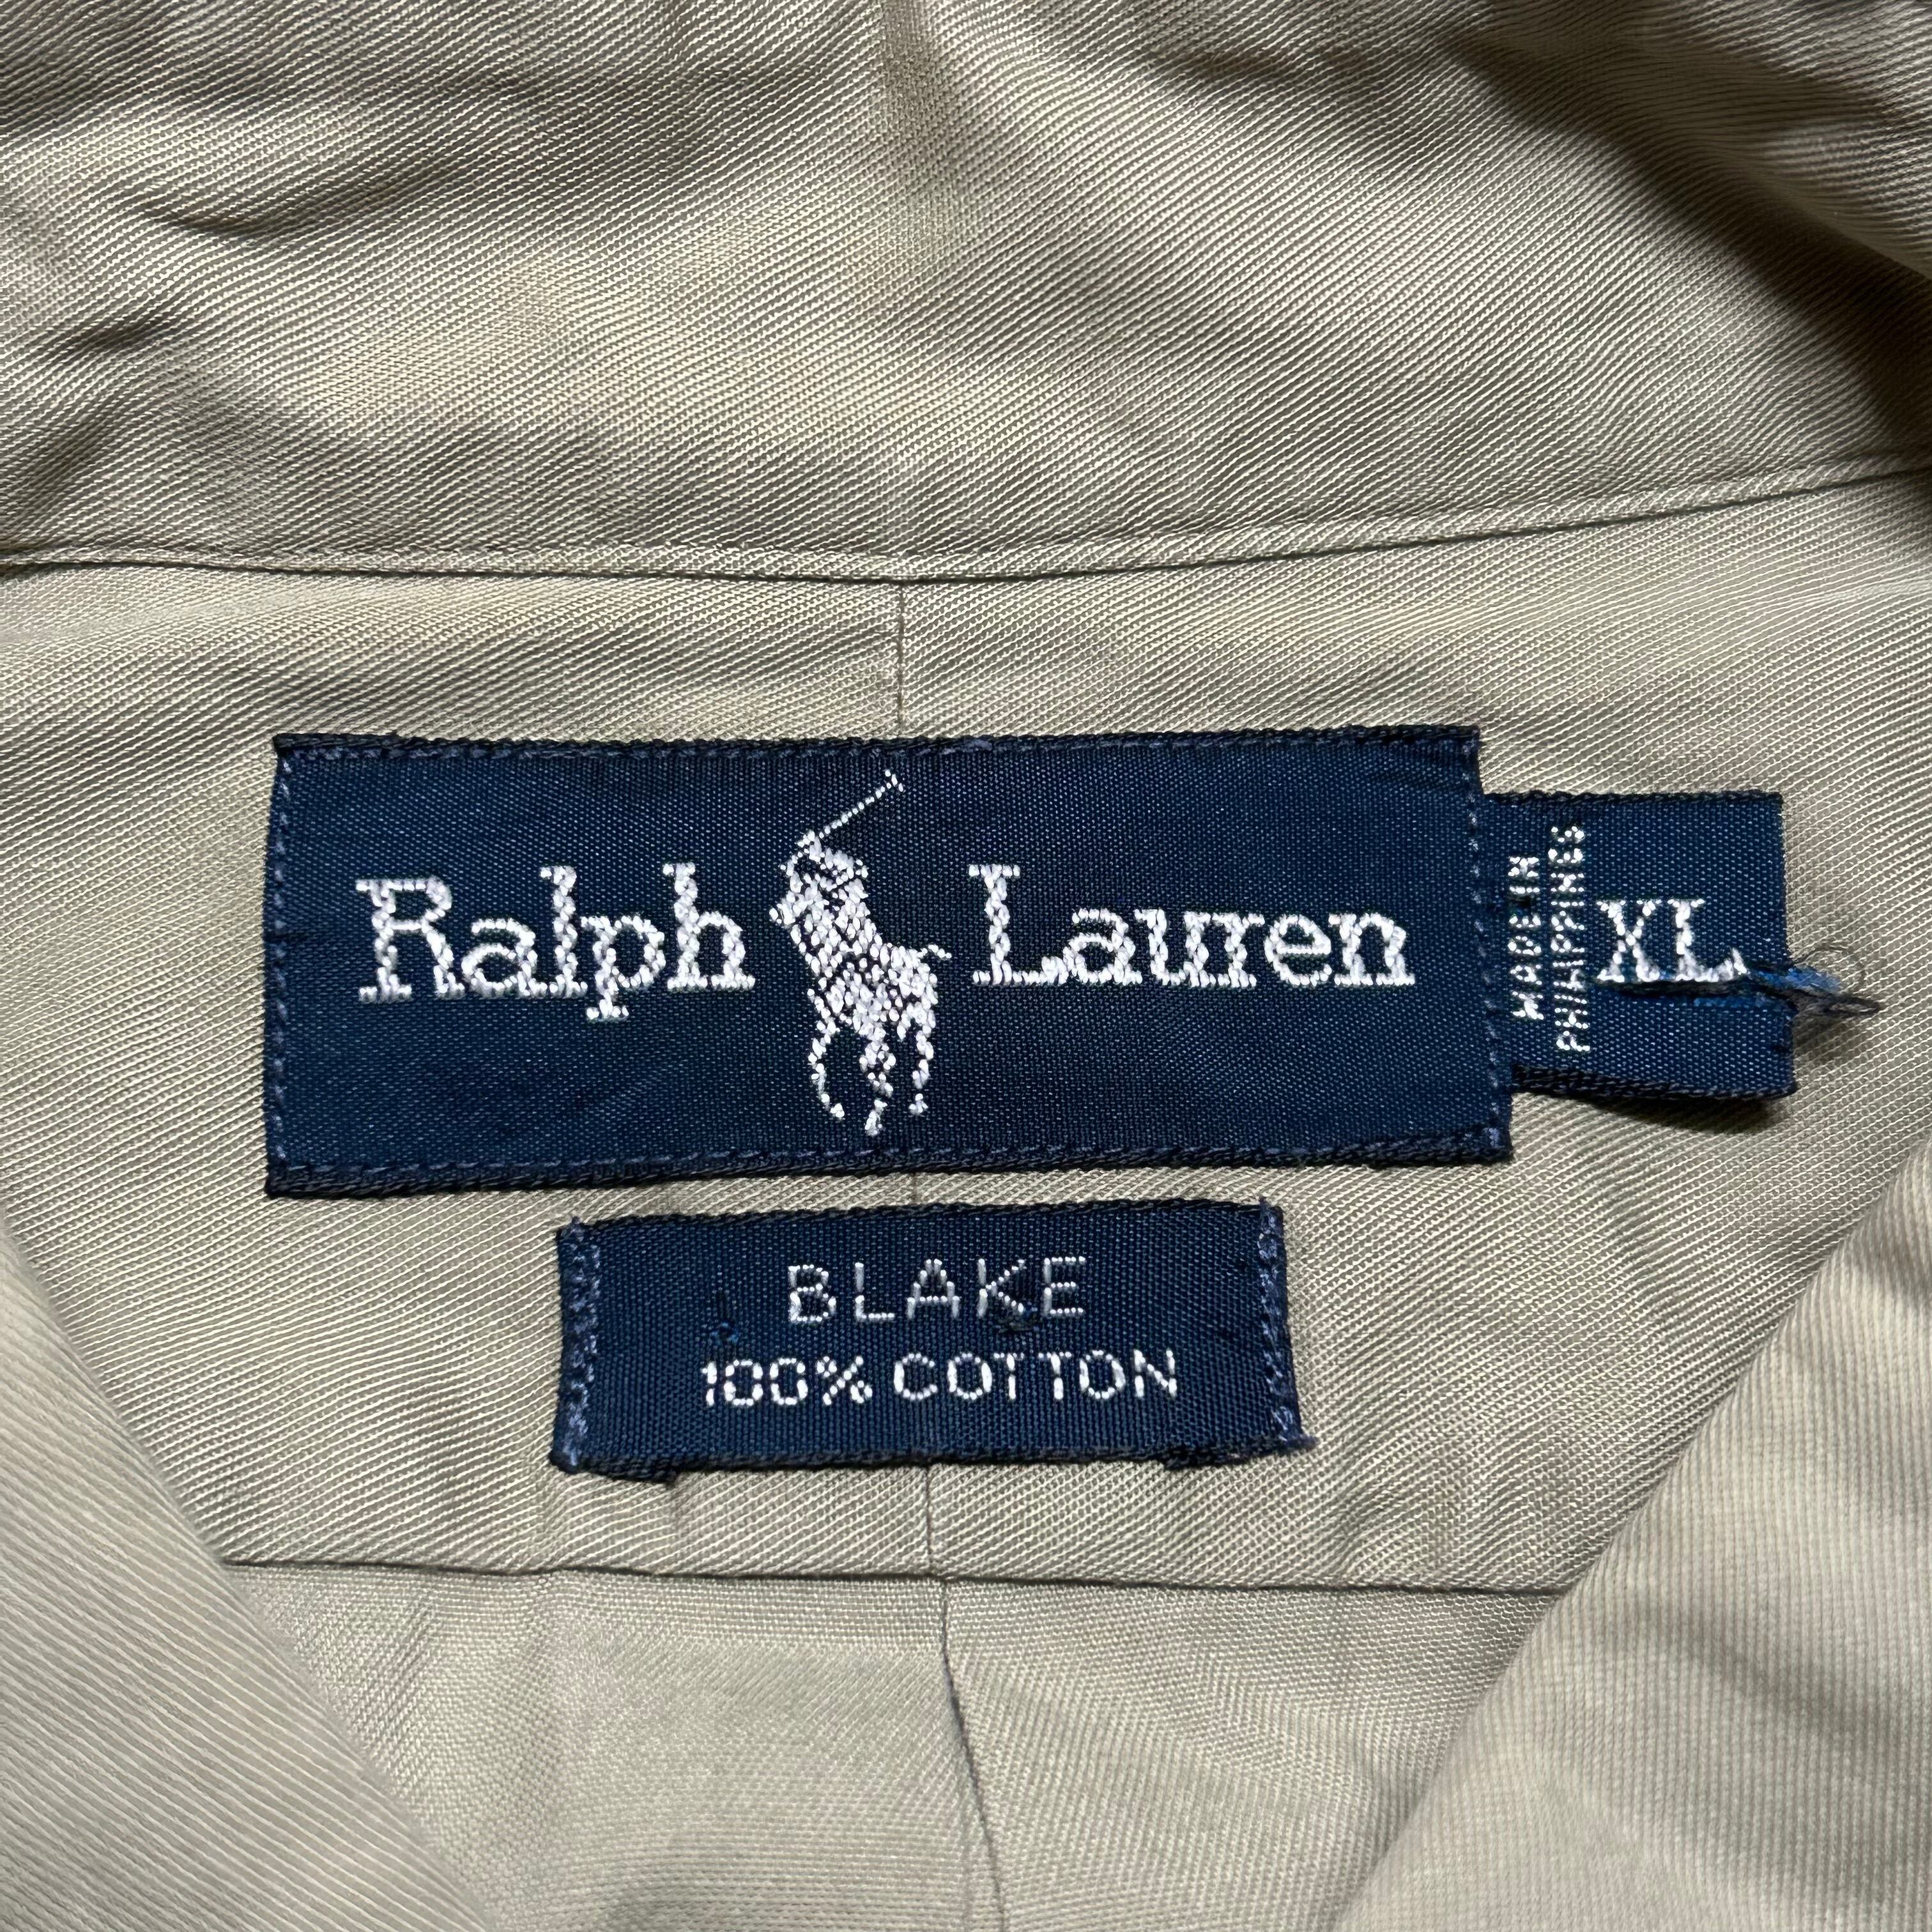 Ralph Lauren
MADE IN
PHILIPPINES
XL
BLAKE
100% COTTON